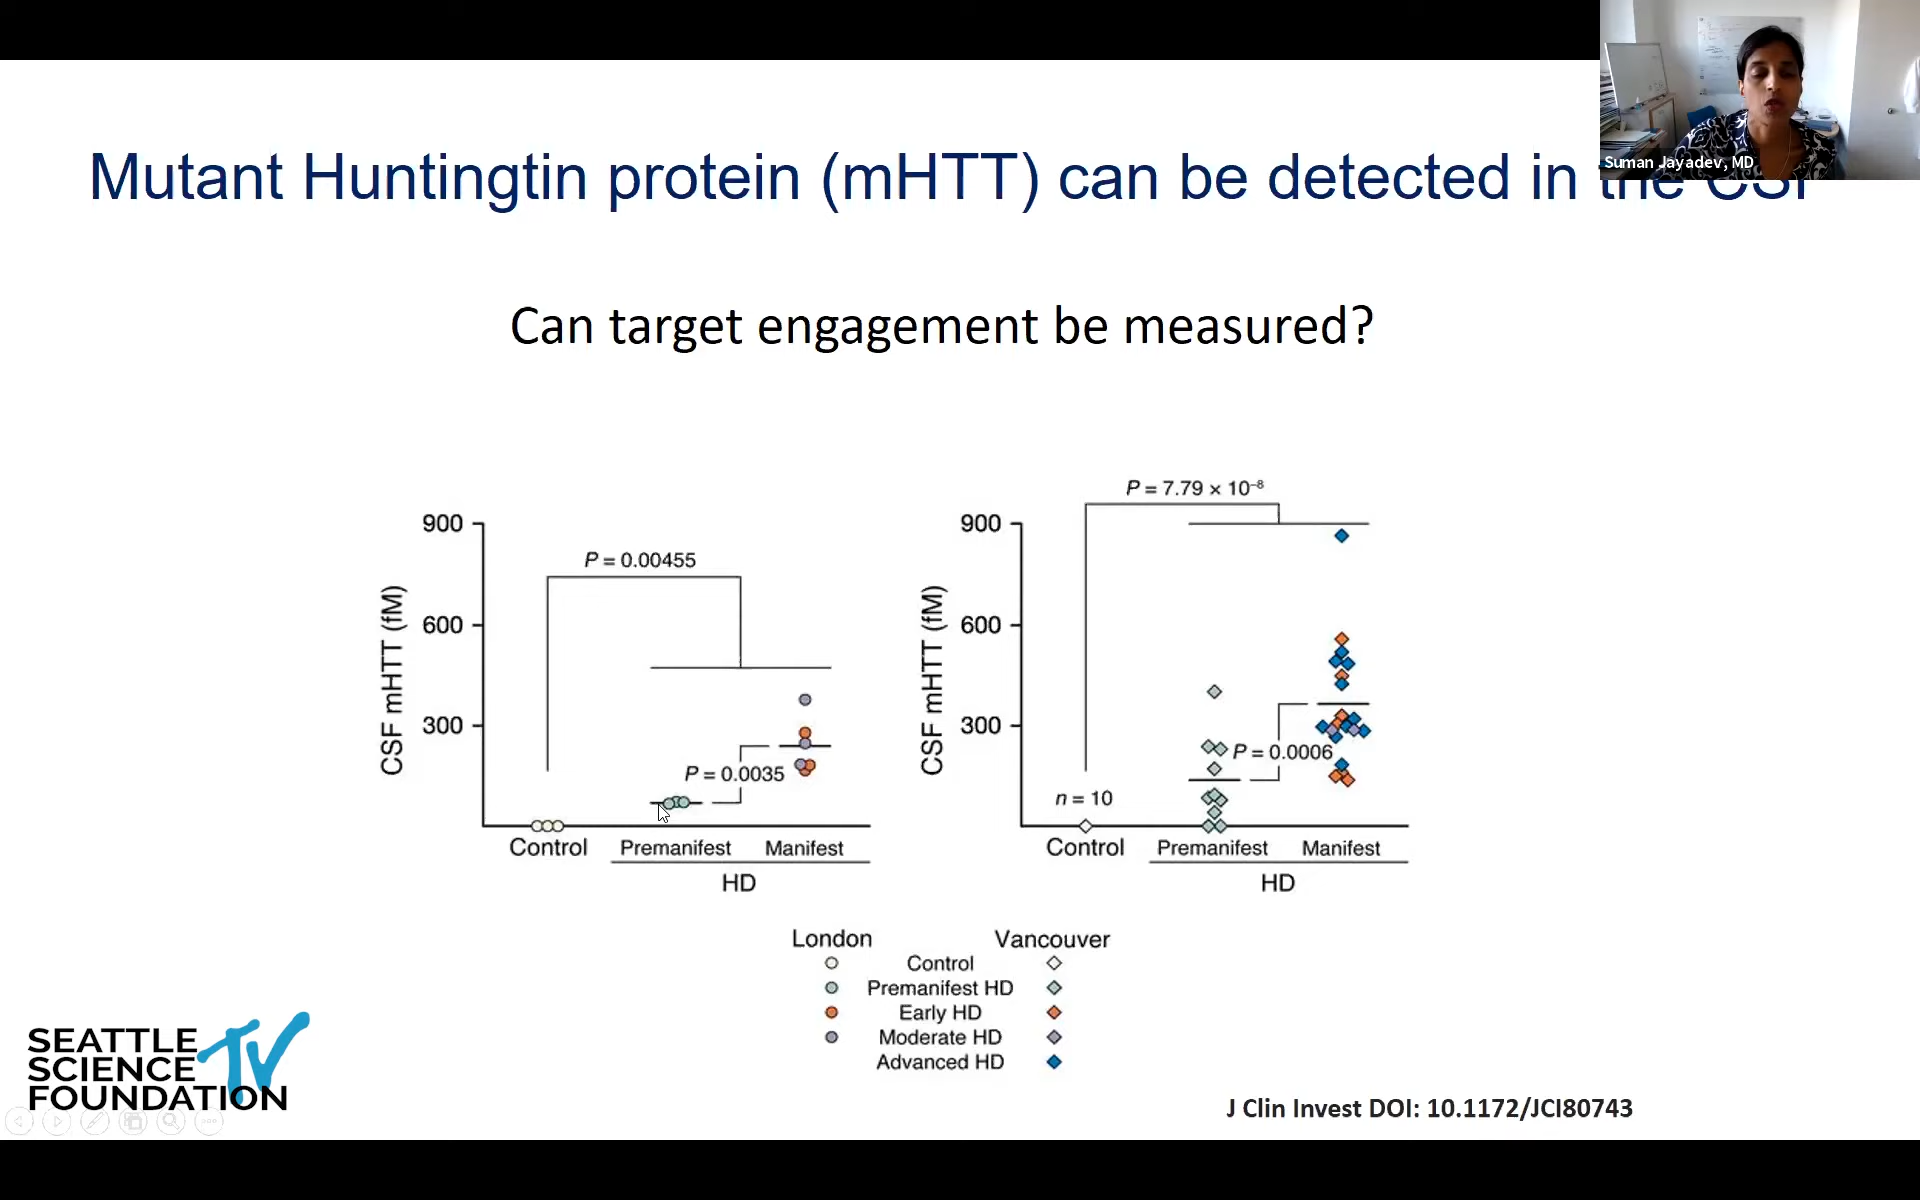 Suman Jayadev, MD
Mutant Huntingtin protein (mHTT) can be detected in the CSF
Can target engagement be measured?
P = 7.79 × 10⁻⁸
900
P = 0.00455
600
300
CSF mHTT (fM)
P = 0.0035
Control
Premanifest
Manifest
HD
900
600
300
CSF mHTT (fM)
P = 0.0006
n = 10
Control
Premanifest
Manifest
HD
London
Vancouver
Control
Premanifest HD
Early HD
Moderate HD
Advanced HD
SEATTLE
SCIENCE
FOUNDATION
TV
J Clin Invest DOI: 10.1172/JCI80743